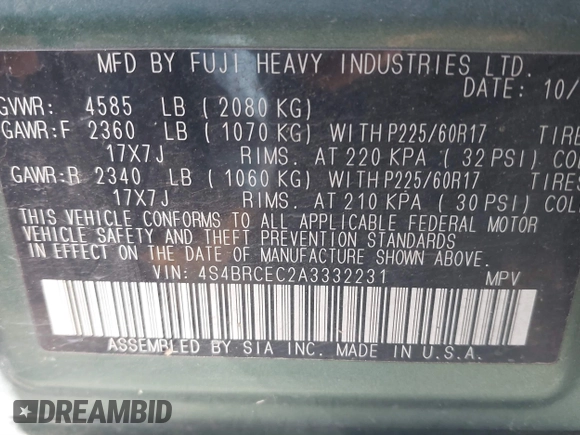 MFD BY FUJI HEAVY INDUSTRIES LTD.
DATE: 10/
GVWR: 4585 LB ( 2080 KG)
GAWR:F 2360 LB ( 1070 KG) WITH P225/60R17 TIRE
17X7J RIMS. AT 220 KPA ( 32 PSI) COL
GAWR:R 2340 LB ( 1060 KG) WITH P225/60R17 TIRES
17X7J RIMS. AT 210 KPA ( 30 PSI) COL
THIS VEHICLE CONFORMS TO ALL APPLICABLE FEDERAL MOTOR
VEHICLE SAFETY AND THEFT PREVENTION STANDARDS
IN EFFECT ON THE DATE OF MANUFACTURE SHOWN ABOVE.
VIN: 4S4BRCEC2A3332231 MPV
ASSEMBLED BY SIA INC. MADE IN U.S.A.
DREAMBID